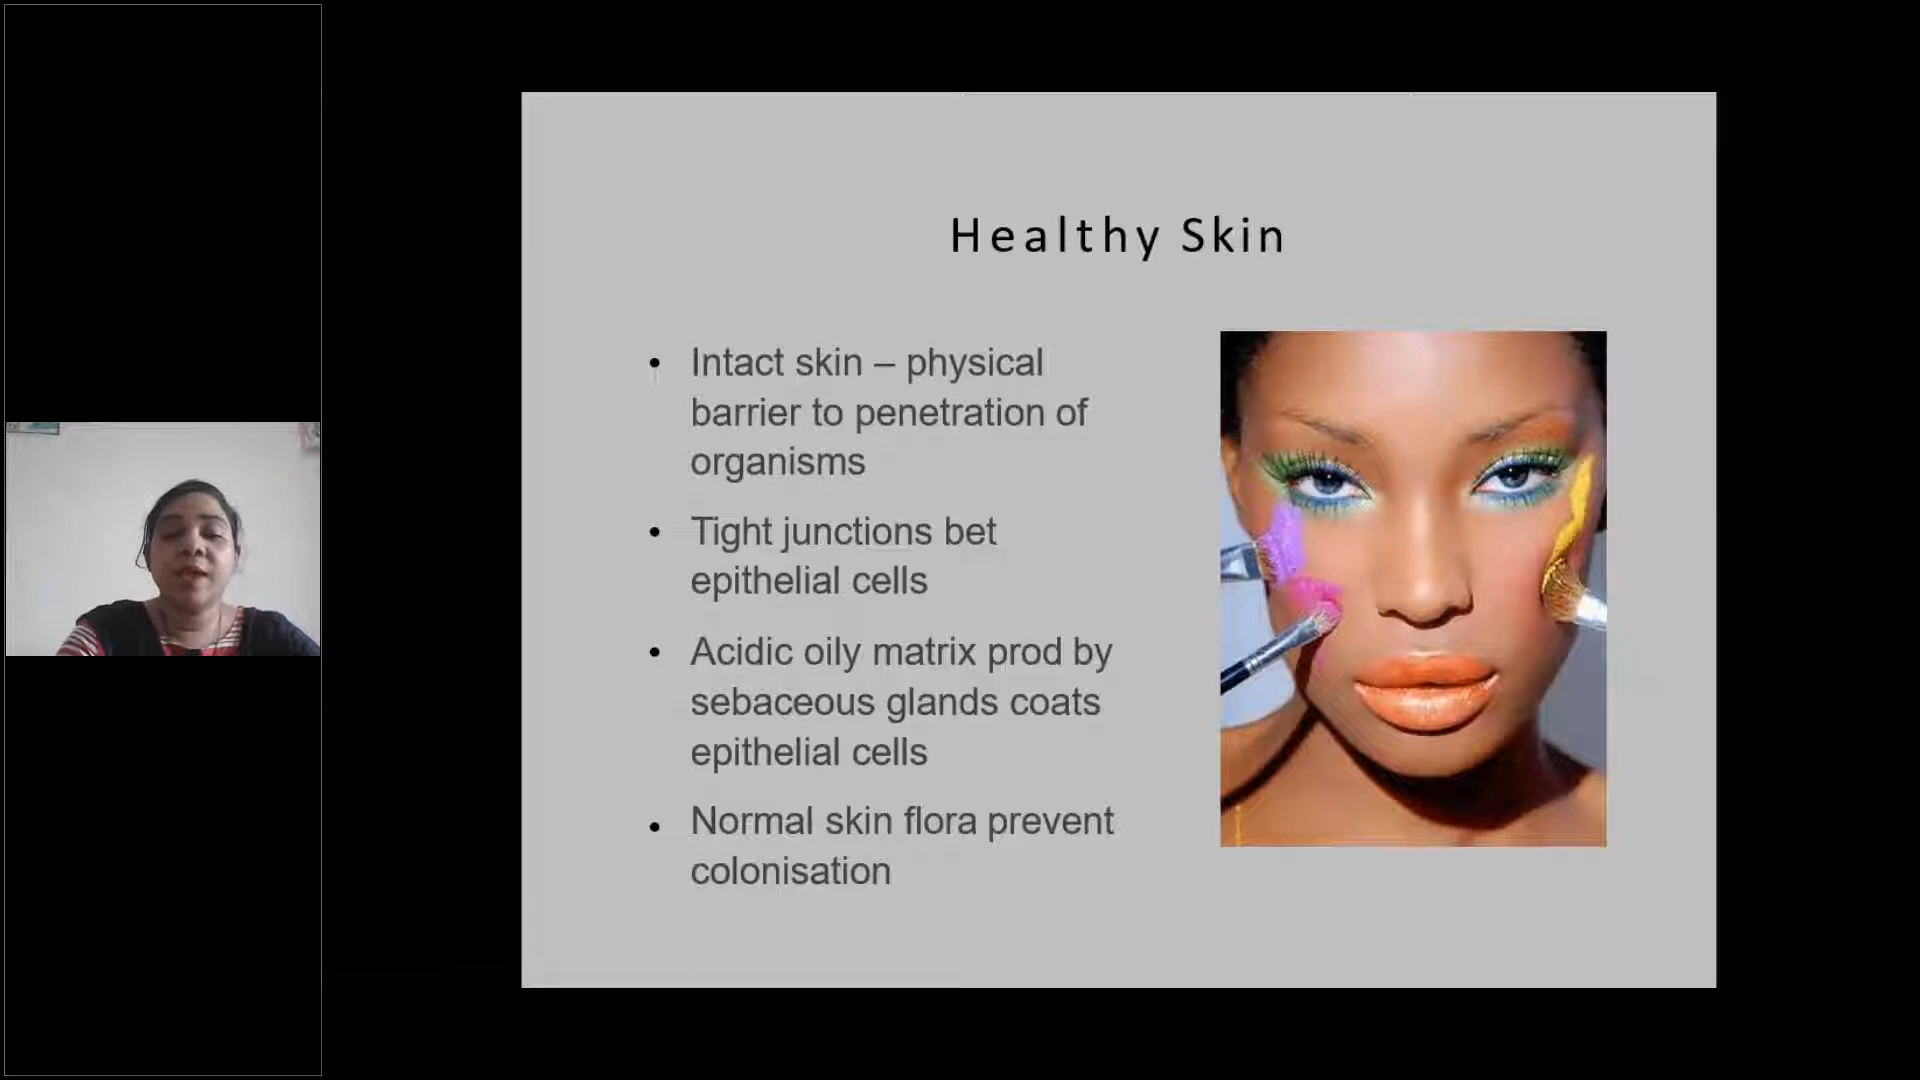 Healthy Skin
• Intact skin – physical
barrier to penetration of
organisms
• Tight junctions bet
epithelial cells
• Acidic oily matrix prod by
sebaceous glands coats
epithelial cells
• Normal skin flora prevent
colonisation